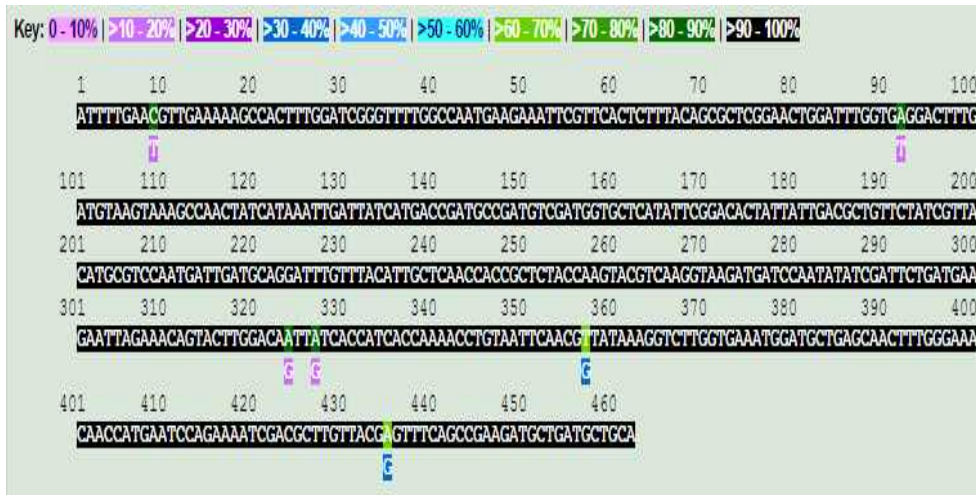 Key: 0 - 10% | >10 - 20% | >20 - 30% | >30 - 40% | >40 - 50% | >50 - 60% | >60 - 70% | >70 - 80% | >80 - 90% | >90 - 100%
1 10 20 30 40 50 60 70 80 90 100
ATTTTGAACGTTGAAAAAGCCACTTTGGATCGGGTTTTGGCCAATGAAGAAATTCGTTCACTCTTTACAGCGCTCGGAACTGGATTTGGTGAGGACTTTG
T T
101 110 120 130 140 150 160 170 180 190 200
ATGTAAGTAAAGCCAACTATCATAAATTGATTATCATGACCGATGCCGATGTCGATGGTGCTCATATTCGGACACTATTATTGACGCTGTTCTATCGTTA
201 210 220 230 240 250 260 270 280 290 300
CATGCGTCCAATGATTGATGCAGGATTTGTTTACATTGCTCAACCACCGCTCTACCAAGTACGTCAAGGTAAGATGATCCAATATATCGATTCTGATGAA
301 310 320 330 340 350 360 370 380 390 400
GAATTAGAAACAGTACTTGGACAATTATCACCATCACCAAAACCTGTAATTCAACGTTATAAAGGTCTTGGTGAAATGGATGCTGAGCAACTTTGGGAAA
G G G
401 410 420 430 440 450 460
CAACCATGAATCCAGAAAATCGACGCTTGTTACGAGTTTCAGCCGAAGATGCTGATGCTGCA
G